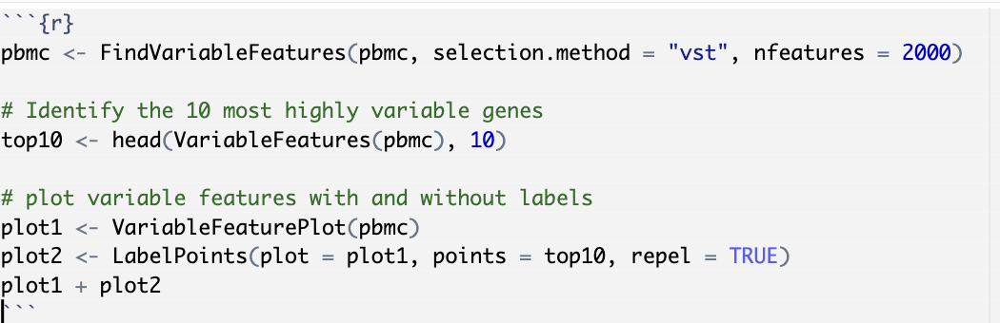 ```{r}
pbmc <- FindVariableFeatures(pbmc, selection.method = "vst", nfeatures = 2000)
# Identify the 10 most highly variable genes
top10 <- head(VariableFeatures(pbmc), 10)
# plot variable features with and without labels
plot1 <- VariableFeaturePlot(pbmc)
plot2 <- LabelPoints(plot = plot1, points = top10, repel = TRUE)
plot1 + plot2
```